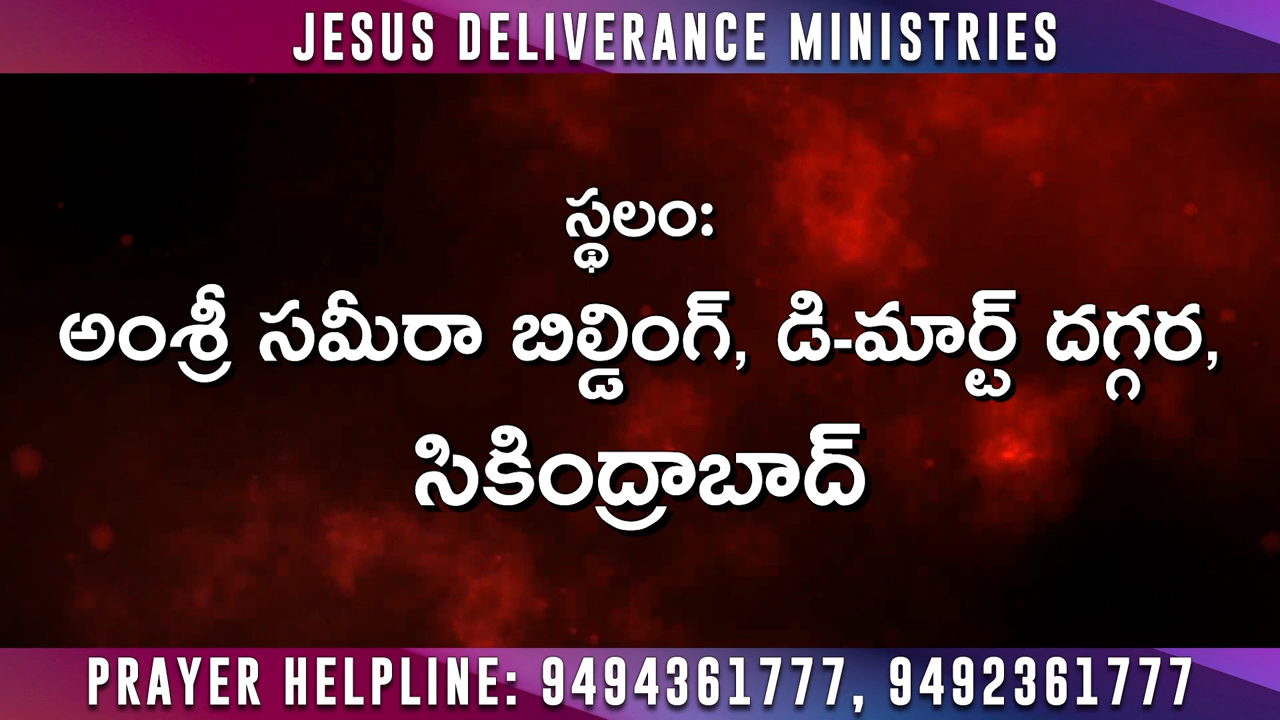 JESUS DELIVERANCE MINISTRIES
స్థలం:
అంశ్రీ సమీరా బిల్డింగ్, డి-మార్ట్ దగ్గర,
సికింద్రాబాద్
PRAYER HELPLINE: 9494361777, 9492361777